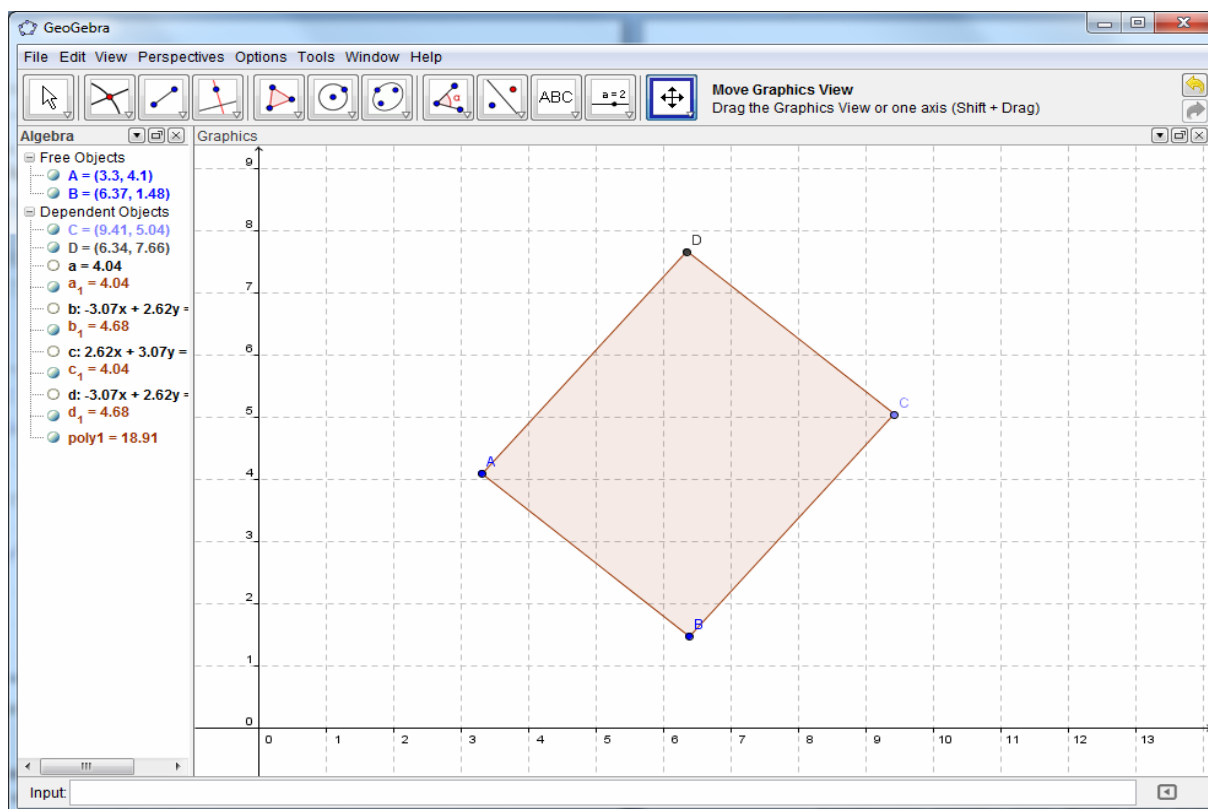 GeoGebra
File Edit View Perspectives Options Tools Window Help
α
ABC
a = 2
Move Graphics View
Drag the Graphics View or one axis (Shift + Drag)
Algebra
Free Objects
A = (3.3, 4.1)
B = (6.37, 1.48)
Dependent Objects
C = (9.41, 5.04)
D = (6.34, 7.66)
a = 4.04
a₁ = 4.04
b: -3.07x + 2.62y =
b₁ = 4.68
c: 2.62x + 3.07y =
c₁ = 4.04
d: -3.07x + 2.62y =
d₁ = 4.68
poly1 = 18.91
Graphics
9
8
7
6
5
4
3
2
1
0
D
C
A
B
0 1 2 3 4 5 6 7 8 9 10 11 12 13
Input: